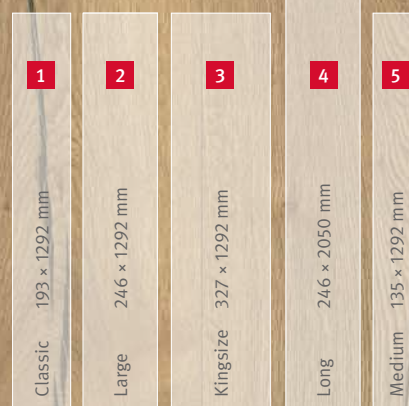 1
2
3
4
5
Classic 193 × 1292 mm
Large 246 × 1292 mm
Kingsize 327 × 1292 mm
Long 246 × 2050 mm
Medium 135 × 1292 mm